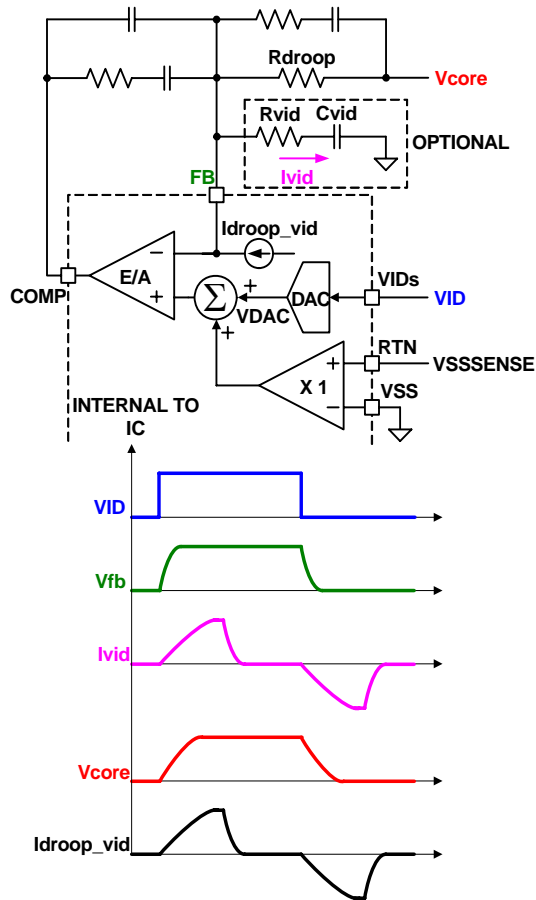 Rdroop
Vcore
Rvid
Cvid
OPTIONAL
Ivid
FB
Idroop_vid
−
E/A
+
COMP
Σ
+
+
VDAC
DAC
VIDs
VID
RTN
+
VSSSENSE
X 1
VSS
−
INTERNAL TO
IC
VID
Vfb
Ivid
Vcore
Idroop_vid